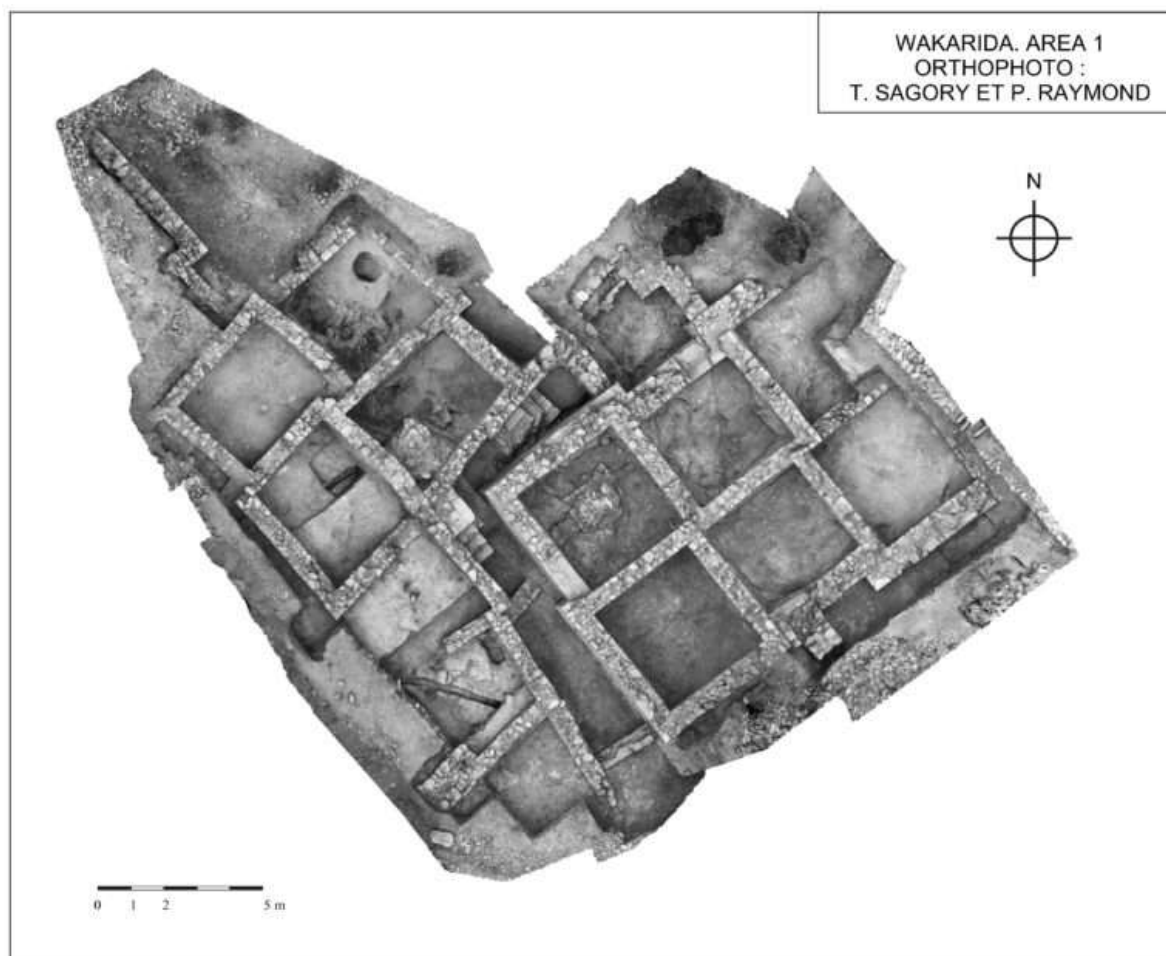 WAKARIDA. AREA 1
ORTHOPHOTO :
T. SAGORY ET P. RAYMOND
N
0 1 2 5 m